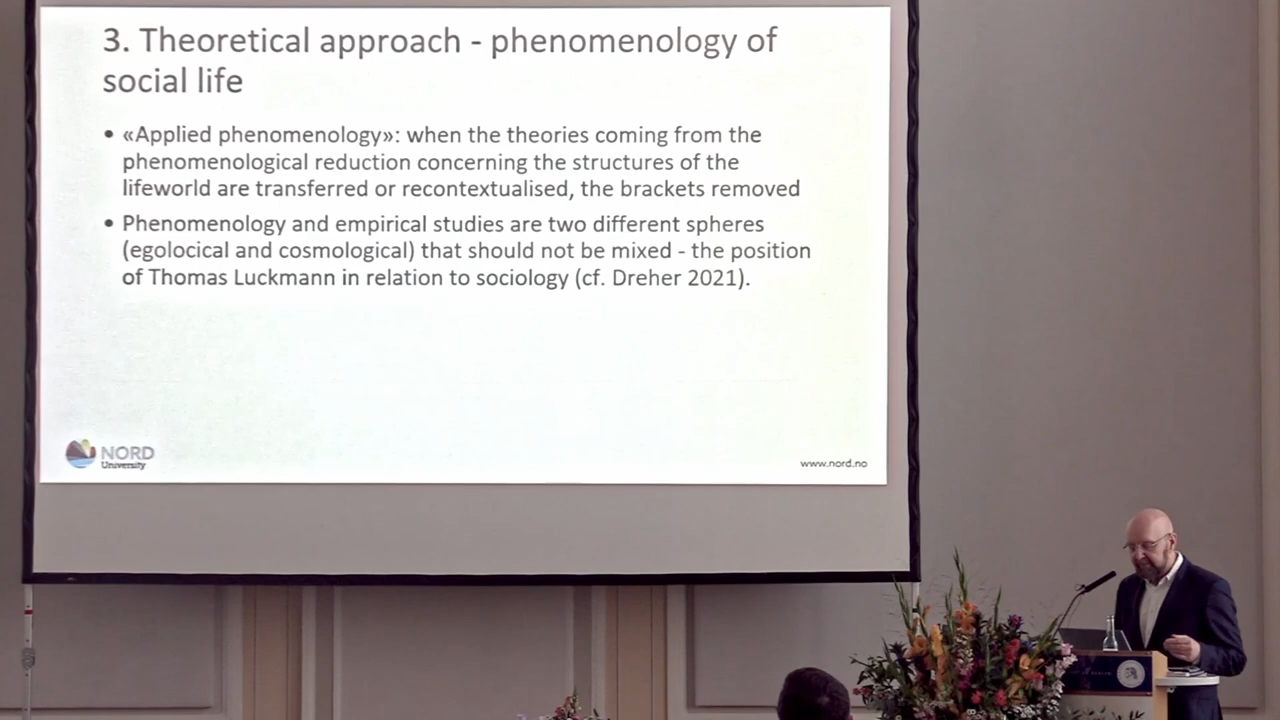 3. Theoretical approach - phenomenology of
social life
• «Applied phenomenology»: when the theories coming from the
phenomenological reduction concerning the structures of the
lifeworld are transferred or recontextualised, the brackets removed
• Phenomenology and empirical studies are two different spheres
(egolocical and cosmological) that should not be mixed - the position
of Thomas Luckmann in relation to sociology (cf. Dreher 2021).
NORD
University
www.nord.no